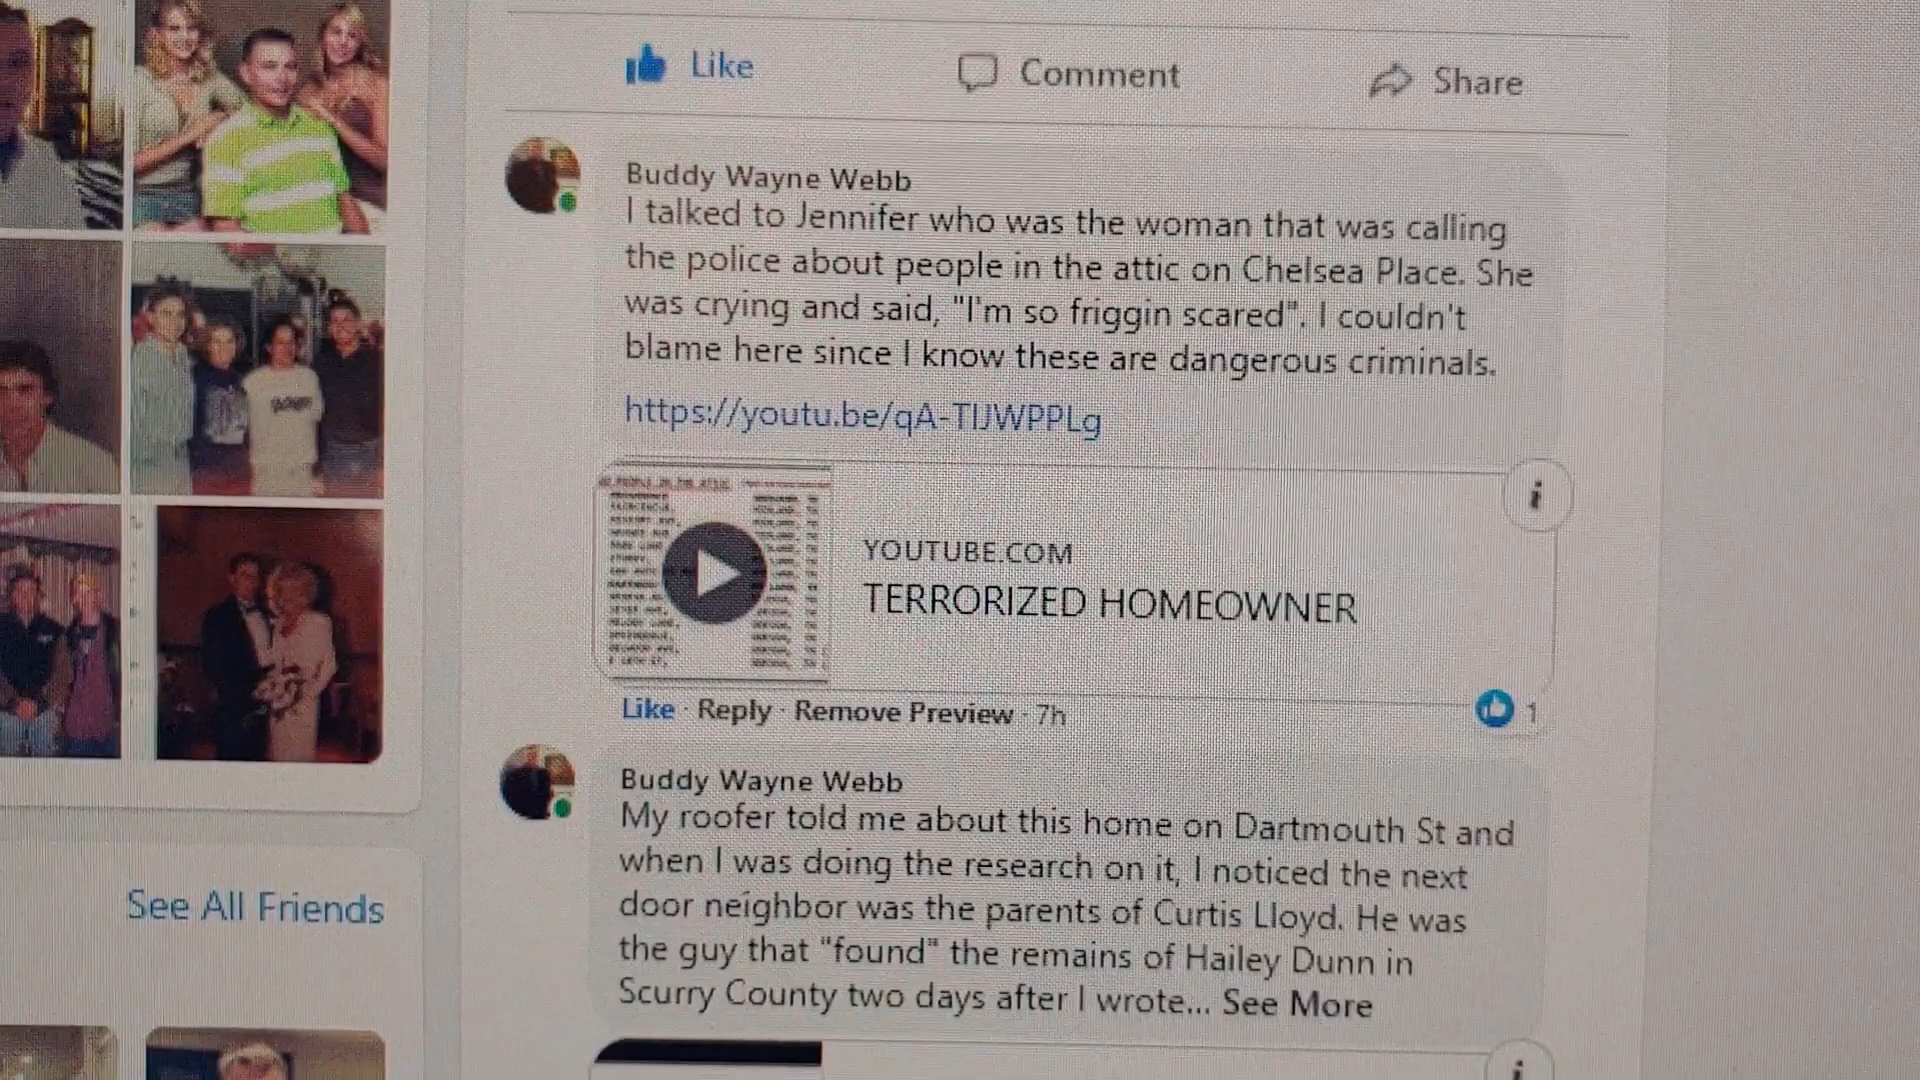 Like
Comment
Share
Buddy Wayne Webb
I talked to Jennifer who was the woman that was calling
the police about people in the attic on Chelsea Place. She
was crying and said, "I'm so friggin scared". I couldn't
blame here since I know these are dangerous criminals.
https://youtu.be/qA-TIJWPPLg
YOUTUBE.COM
TERRORIZED HOMEOWNER
Like · Reply · Remove Preview · 7h
1
Buddy Wayne Webb
My roofer told me about this home on Dartmouth St and
when I was doing the research on it, I noticed the next
door neighbor was the parents of Curtis Lloyd. He was
the guy that "found" the remains of Hailey Dunn in
Scurry County two days after I wrote... See More
See All Friends